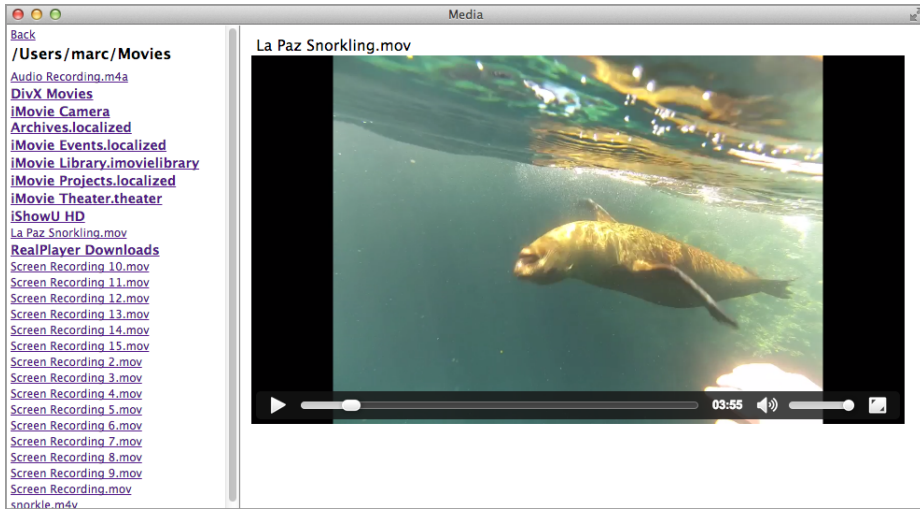 Media
Back
/Users/marc/Movies
Audio Recording.m4a
DivX Movies
iMovie Camera
Archives.localized
iMovie Events.localized
iMovie Library.imovielibrary
iMovie Projects.localized
iMovie Theater.theater
iShowU HD
La Paz Snorkling.mov
RealPlayer Downloads
Screen Recording 10.mov
Screen Recording 11.mov
Screen Recording 12.mov
Screen Recording 13.mov
Screen Recording 14.mov
Screen Recording 15.mov
Screen Recording 2.mov
Screen Recording 3.mov
Screen Recording 4.mov
Screen Recording 5.mov
Screen Recording 6.mov
Screen Recording 7.mov
Screen Recording 8.mov
Screen Recording 9.mov
Screen Recording.mov
snorkle.m4v
La Paz Snorkling.mov
03:55